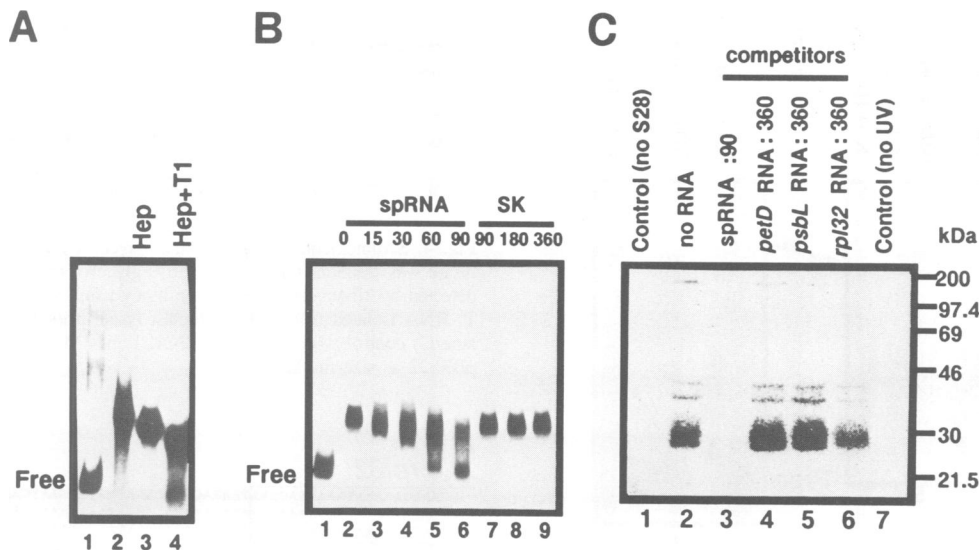 A
Hep
Hep+T1
Free
1 2 3 4
B
spRNA SK
0 15 30 60 90 90 180 360
Free
1 2 3 4 5 6 7 8 9
C
competitors
Control (no S28)
no RNA
spRNA :90
petD RNA : 360
psbL RNA : 360
rpl32 RNA : 360
Control (no UV)
kDa
200
97.4
69
46
30
21.5
1 2 3 4 5 6 7